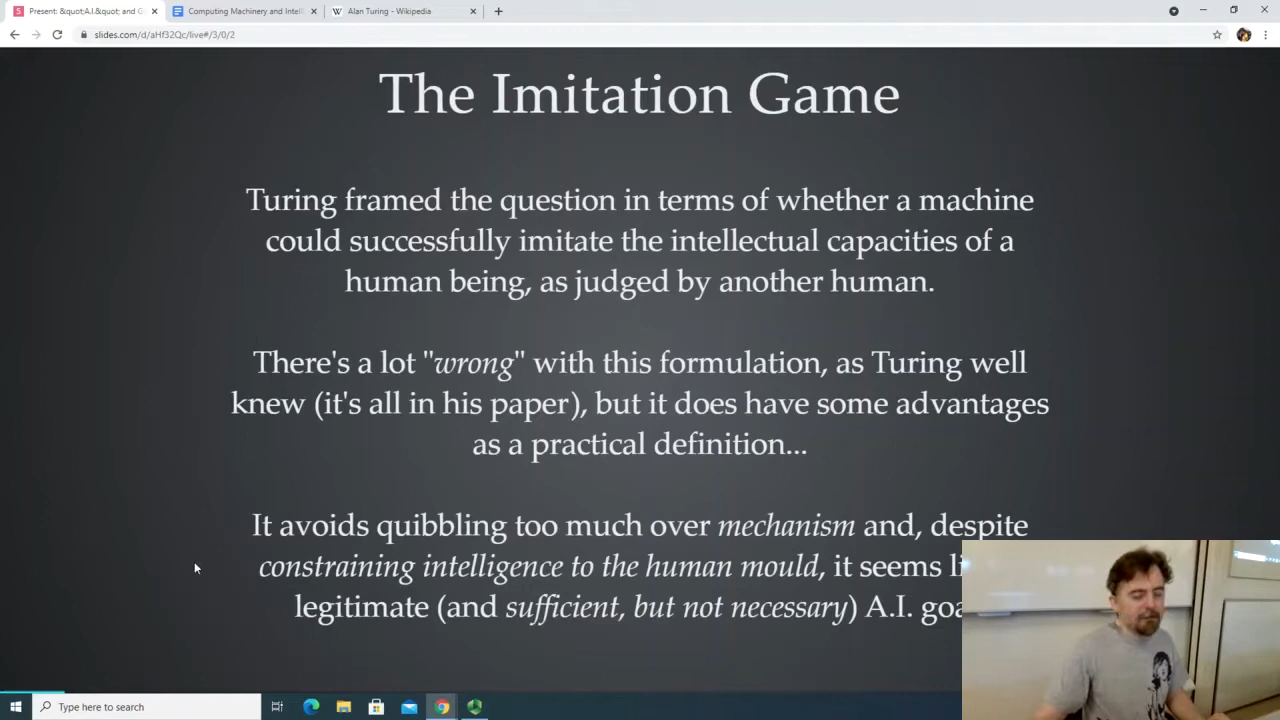 Present: &quot;A.I.&quot; and G
Computing Machinery and Intelli
Alan Turing - Wikipedia
slides.com/d/aHf32Qc/live#/3/0/2
The Imitation Game
Turing framed the question in terms of whether a machine
could successfully imitate the intellectual capacities of a
human being, as judged by another human.
There's a lot "wrong" with this formulation, as Turing well
knew (it's all in his paper), but it does have some advantages
as a practical definition...
It avoids quibbling too much over mechanism and, despite
constraining intelligence to the human mould, it seems li
legitimate (and sufficient, but not necessary) A.I. goa
Type here to search